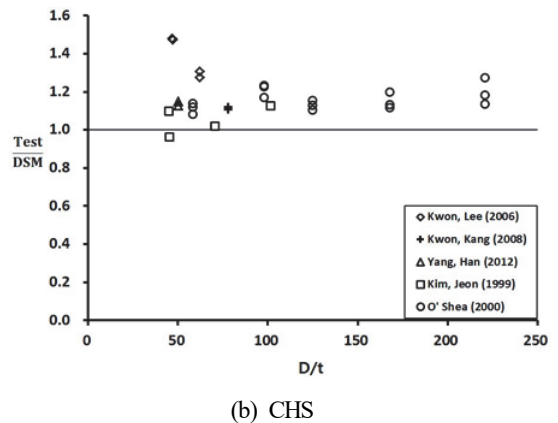 1.6
1.4
1.2
1.0
Test
DSM
0.8
0.6
0.4
0.2
0.0
Kwon, Lee (2006)
Kwon, Kang (2008)
Yang, Han (2012)
Kim, Jeon (1999)
O' Shea (2000)
0 50 100 150 200 250
D/t
(b) CHS